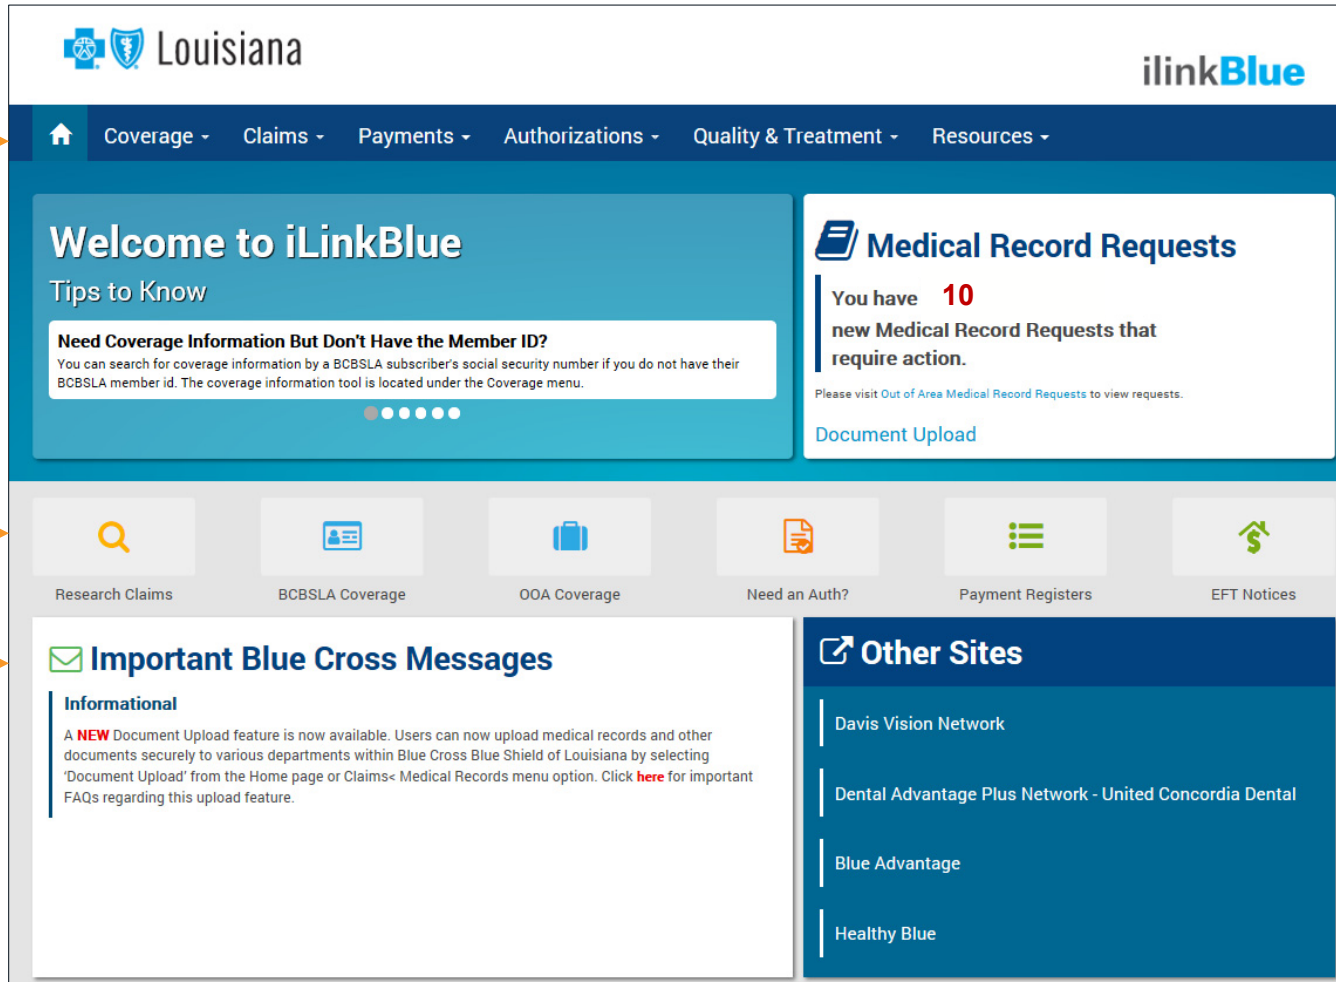 Louisiana
ilinkBlue
Coverage
Claims
Payments
Authorizations
Quality & Treatment
Resources
Welcome to iLinkBlue
Tips to Know
Need Coverage Information But Don't Have the Member ID?
You can search for coverage information by a BCBSLA subscriber's social security number if you do not have their
BCBSLA member id. The coverage information tool is located under the Coverage menu.
Medical Record Requests
You have 10
new Medical Record Requests that
require action.
Please visit Out of Area Medical Record Requests to view requests.
Document Upload
Research Claims
BCBSLA Coverage
OOA Coverage
Need an Auth?
Payment Registers
EFT Notices
Important Blue Cross Messages
Informational
A NEW Document Upload feature is now available. Users can now upload medical records and other
documents securely to various departments within Blue Cross Blue Shield of Louisiana by selecting
'Document Upload' from the Home page or Claims< Medical Records menu option. Click here for important
FAQs regarding this upload feature.
Other Sites
Davis Vision Network
Dental Advantage Plus Network - United Concordia Dental
Blue Advantage
Healthy Blue